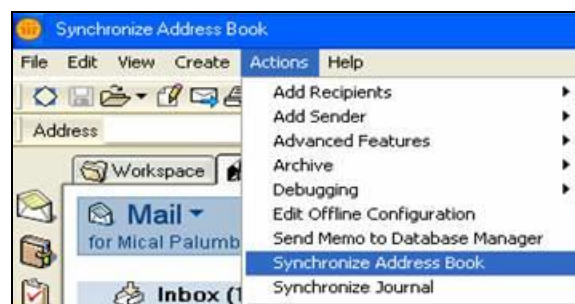 Synchronize Address Book
File Edit View Create Actions Help
Add Recipients
Add Sender
Address
Advanced Features
Workspace
Archive
Debugging
Mail
Edit Offline Configuration
for Mical Palumb
Send Memo to Database Manager
Synchronize Address Book
Inbox (1
Synchronize Journal